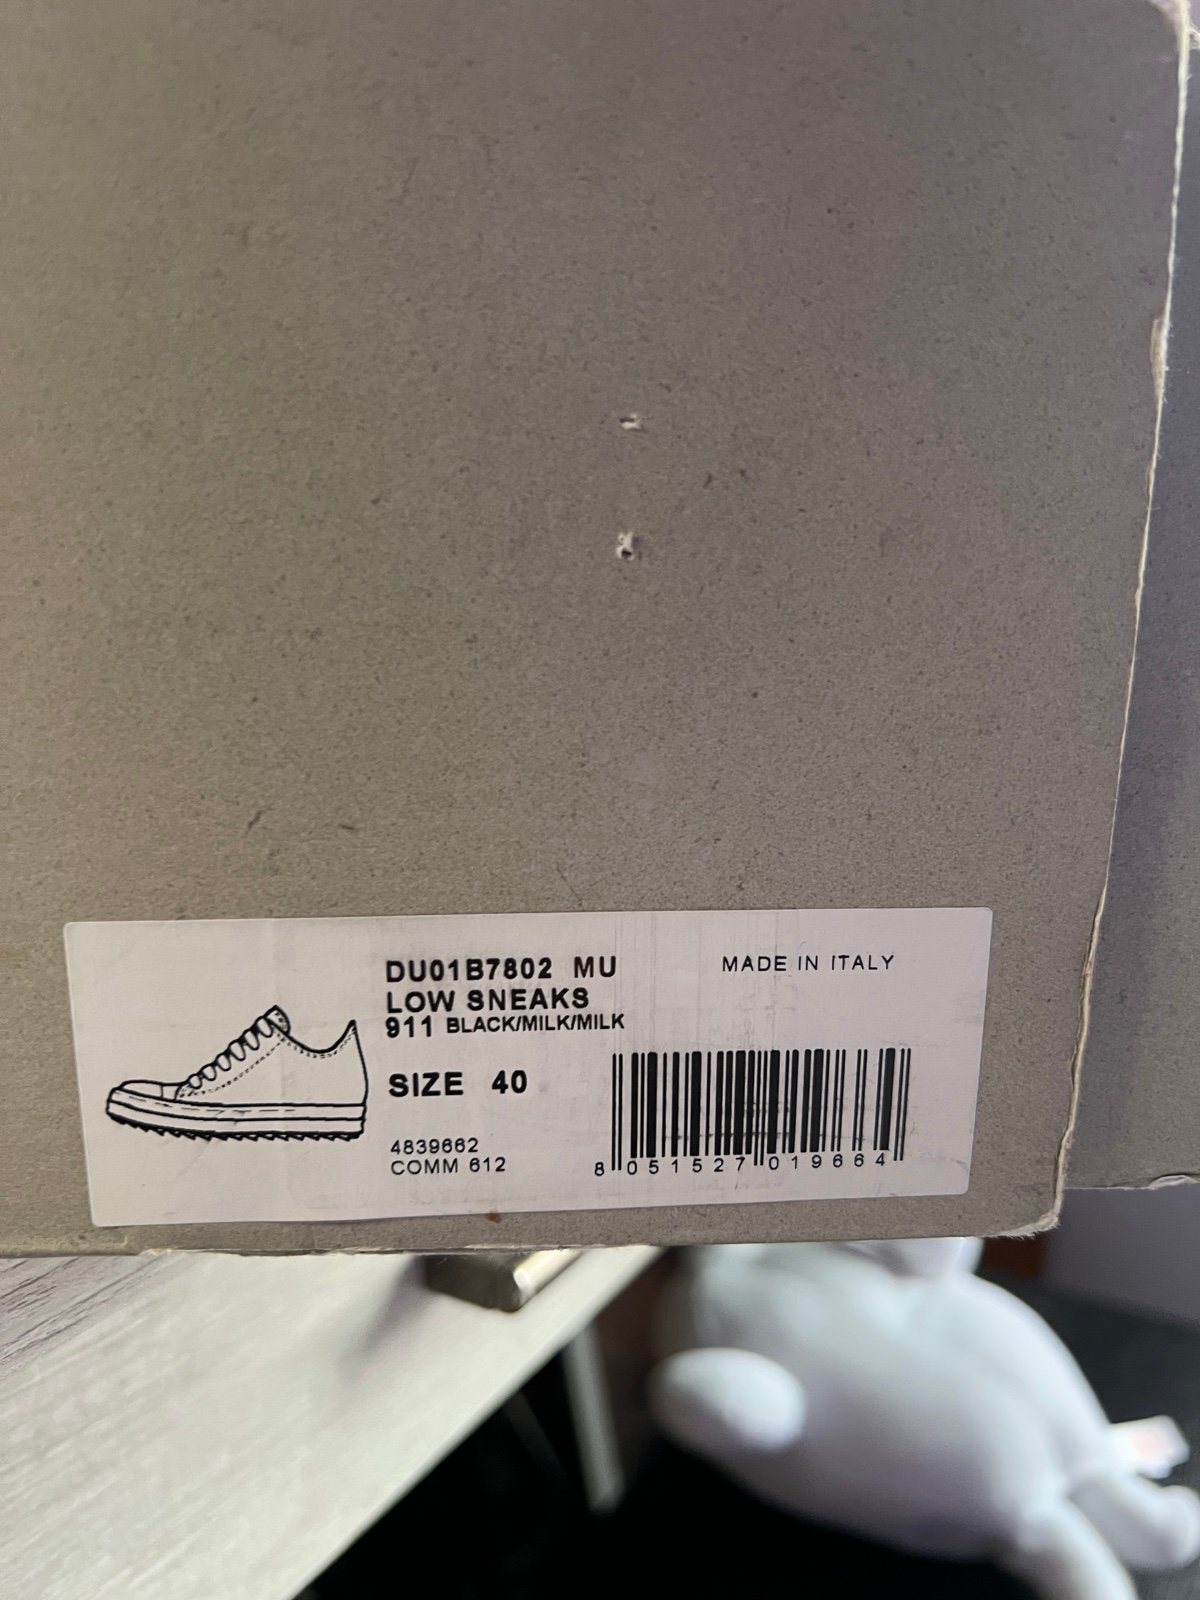 DU01B7802 MU
LOW SNEAKS
911 BLACK/MILK/MILK
MADE IN ITALY
SIZE 40
4839662
COMM 612
8 051527 019664